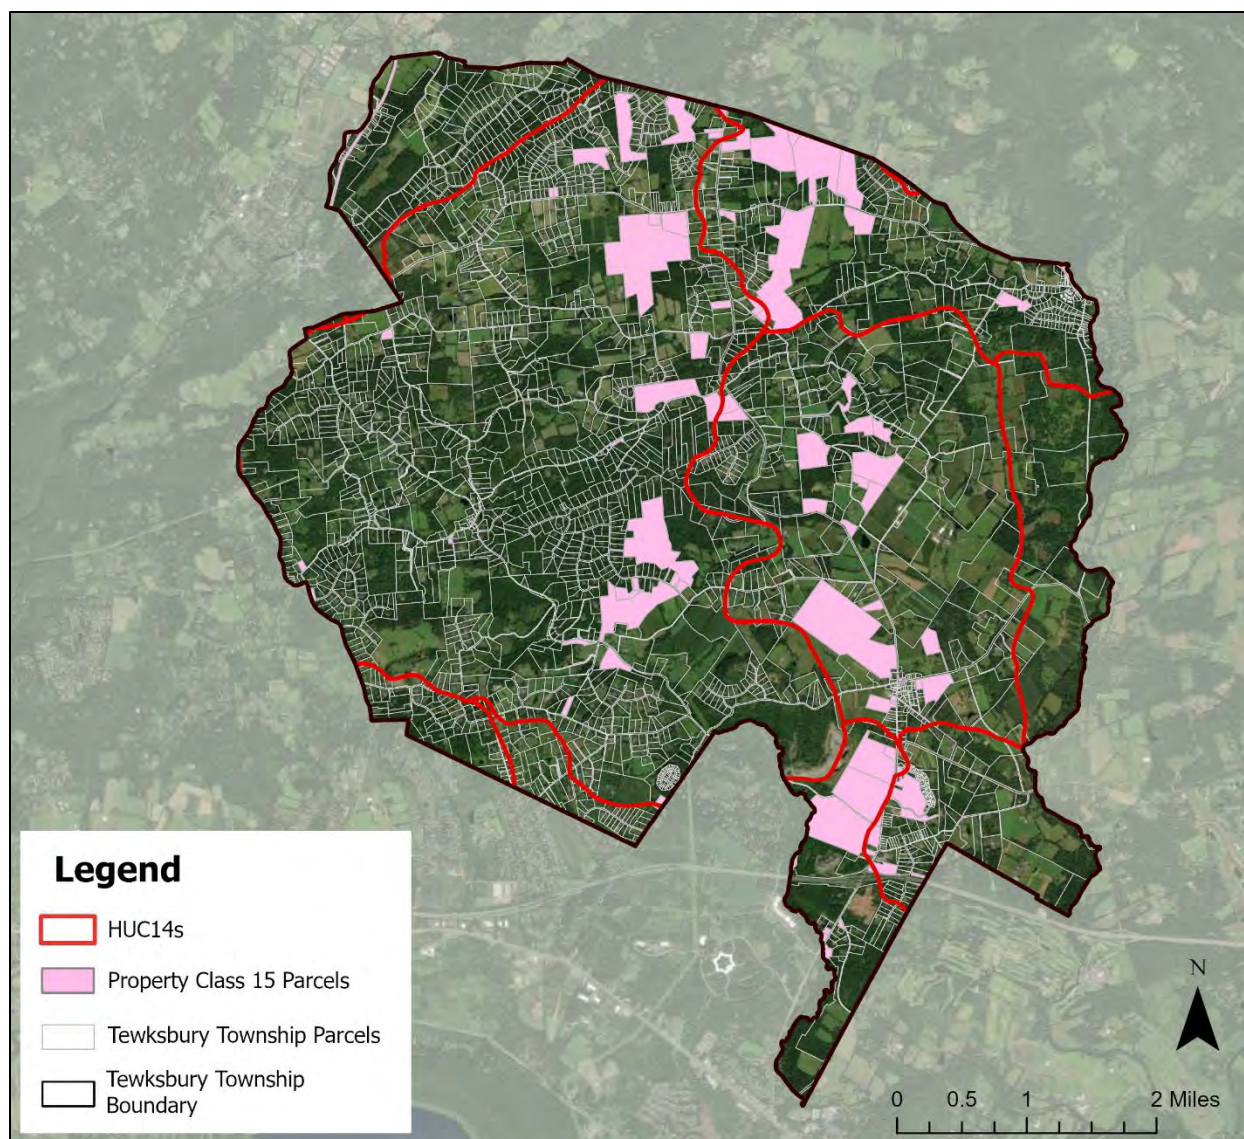 Legend
HUC14s
Property Class 15 Parcels
Tewksbury Township Parcels
Tewksbury Township
Boundary
N
0 0.5 1 2 Miles